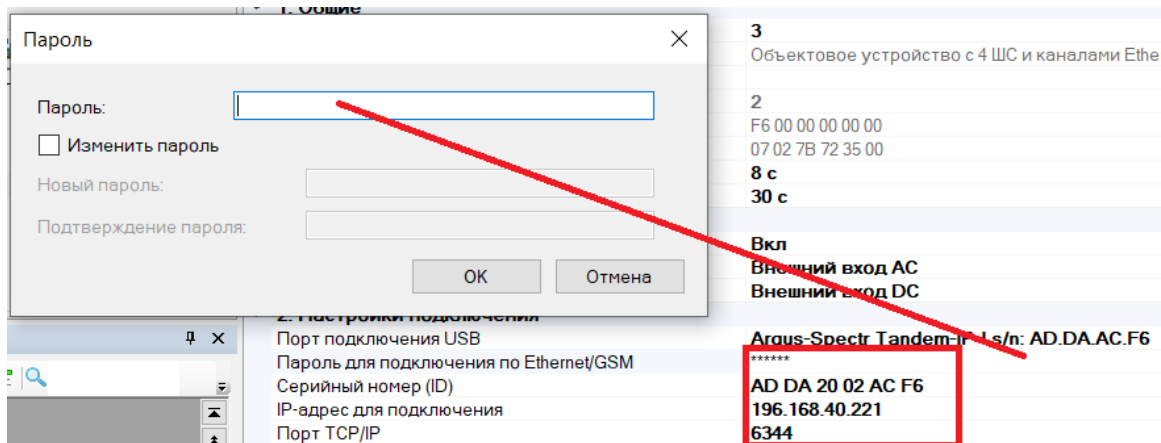 1. Общие
Пароль
Пароль:
Изменить пароль
Новый пароль:
Подтверждение пароля:
OK
Отмена
3
Объектовое устройство с 4 ШС и каналами Ethe
2
F6 00 00 00 00 00
07 02 7B 72 35 00
8 с
30 с
Вкл
Внешний вход AC
Внешний вход DC
2. Настройки подключения
Порт подключения USB
Argus-Spectr Tandem-IP-I s/n: AD.DA.AC.F6
Пароль для подключения по Ethernet/GSM
******
Серийный номер (ID)
AD DA 20 02 AC F6
IP-адрес для подключения
196.168.40.221
Порт TCP/IP
6344